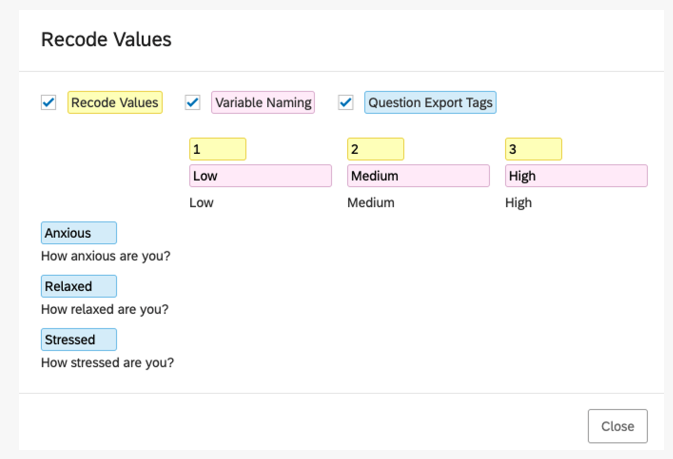 Recode Values
Recode Values Variable Naming Question Export Tags
1 2 3
Low Medium High
Low Medium High
Anxious
How anxious are you?
Relaxed
How relaxed are you?
Stressed
How stressed are you?
Close